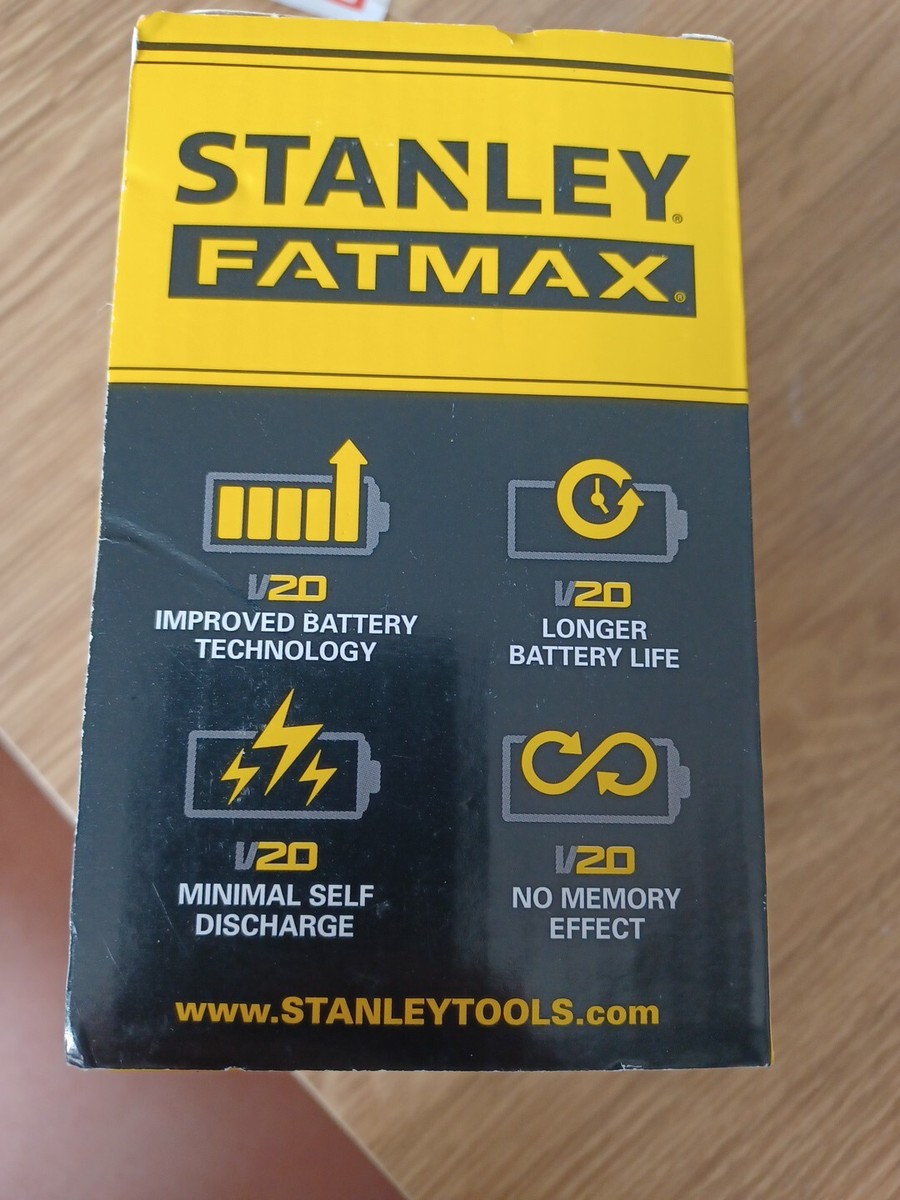 STANLEY®
FATMAX®
V20
IMPROVED BATTERY
TECHNOLOGY
V20
LONGER
BATTERY LIFE
V20
MINIMAL SELF
DISCHARGE
V20
NO MEMORY
EFFECT
www.STANLEYTOOLS.com